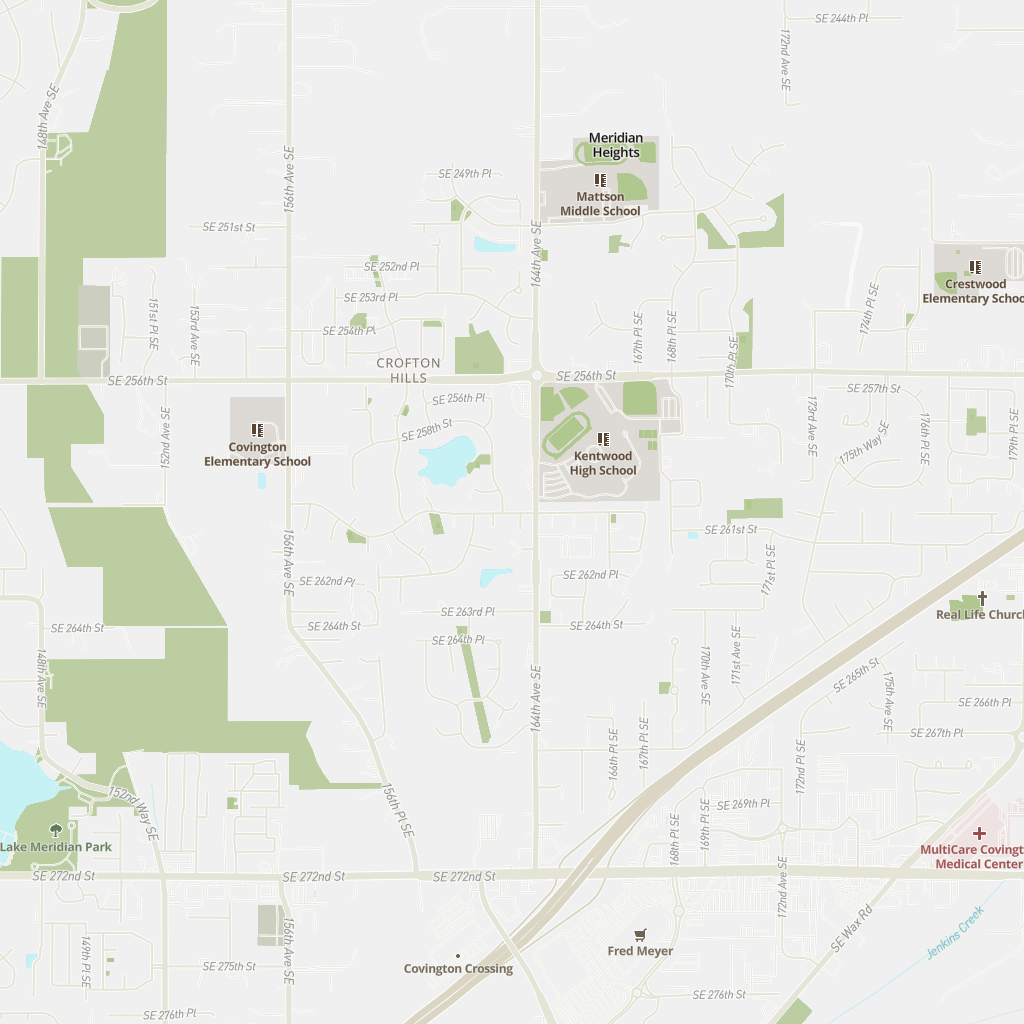 SE 244th Pl
172nd Ave SE
148th Ave SE
Meridian
Heights
156th Ave SE
SE 249th Pl
Mattson
Middle School
SE 251st St
164th Ave SE
SE 252nd Pl
SE 253rd Pl
Crestwood
Elementary Schoo
151st Pl SE
153rd Ave SE
174th Pl SE
SE 254th Pl
167th Pl SE
168th Pl SE
CROFTON
HILLS
170th Pl SE
SE 256th St
SE 256th St
SE 257th St
SE 256th Pl
152nd Ave SE
173rd Ave SE
176th Pl SE
179th Pl SE
SE 258th St
175th Way SE
Covington
Elementary School
Kentwood
High School
SE 261st St
156th Ave SE
171st Pl SE
SE 262nd Pl
SE 262nd Pl
SE 263rd Pl
Real Life Church
SE 264th St
SE 264th St
SE 264th Pl
SE 264th St
148th Ave SE
170th Ave SE
171st Ave SE
SE 265th St
175th Ave SE
164th Ave SE
SE 266th St
SE 267th Pl
166th Pl SE
167th Pl SE
172nd Pl SE
152nd Way SE
156th Pl SE
SE 269th Pl
168th Pl SE
169th Pl SE
Lake Meridian Park
MultiCare Covingt
Medical Center
SE 272nd St
SE 272nd St
SE 272nd St
172nd Ave SE
SE Wax Rd
Jenkins Creek
149th Pl SE
156th Ave SE
Fred Meyer
SE 275th St
Covington Crossing
SE 276th St
SE 276th Pl